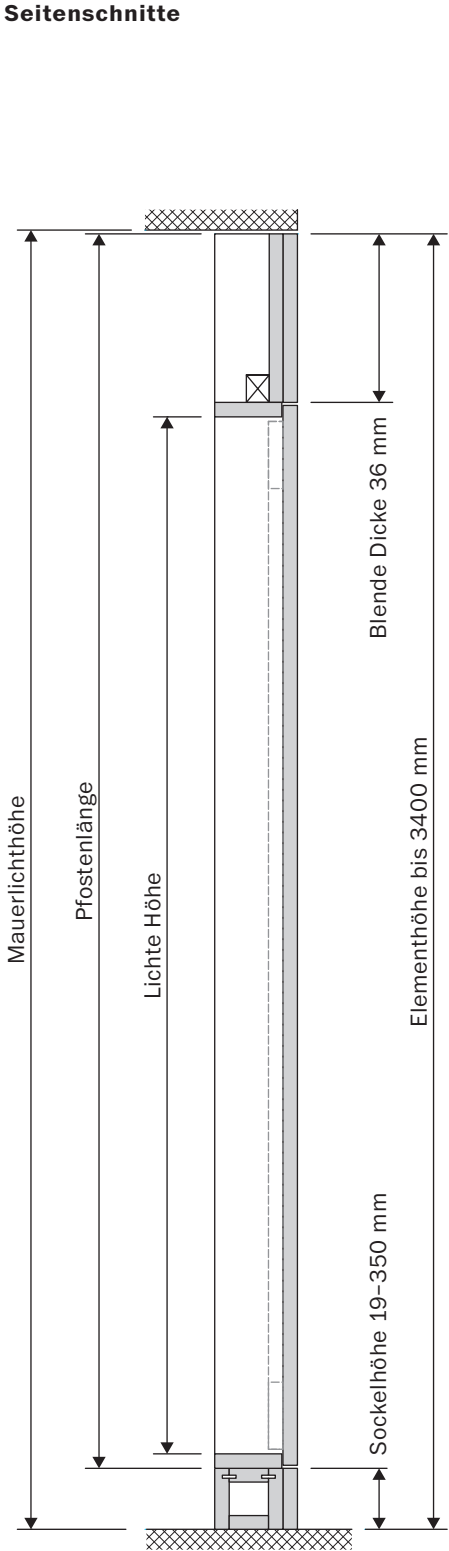 Seitenschnitte
Mauerlichthöhe
Pfostenlänge
Lichte Höhe
Blende Dicke 36 mm
Elementhöhe bis 3400 mm
Sockelhöhe 19–350 mm